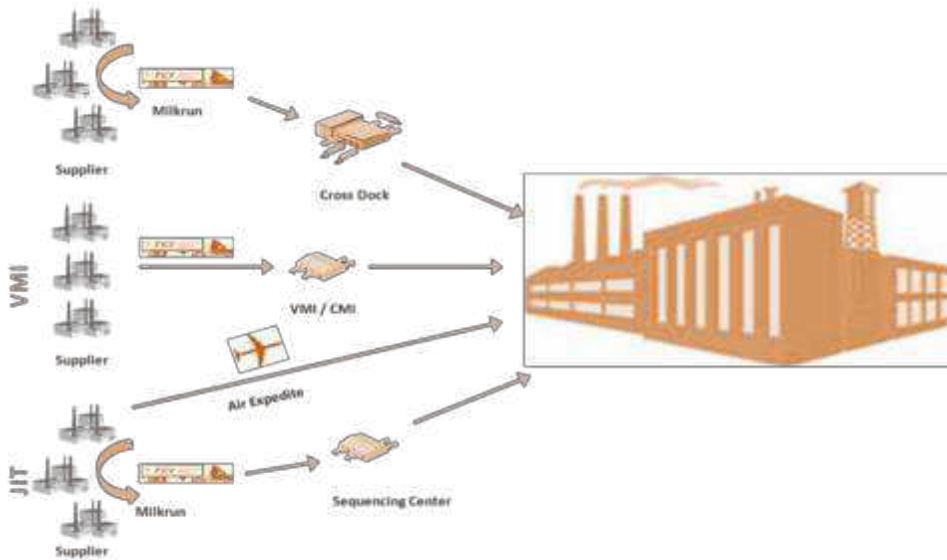 Milkrun
Supplier
Cross Dock
VMI
VMI / CMI
Supplier
Air Expedite
JIT
Milkrun
Sequencing Center
Supplier